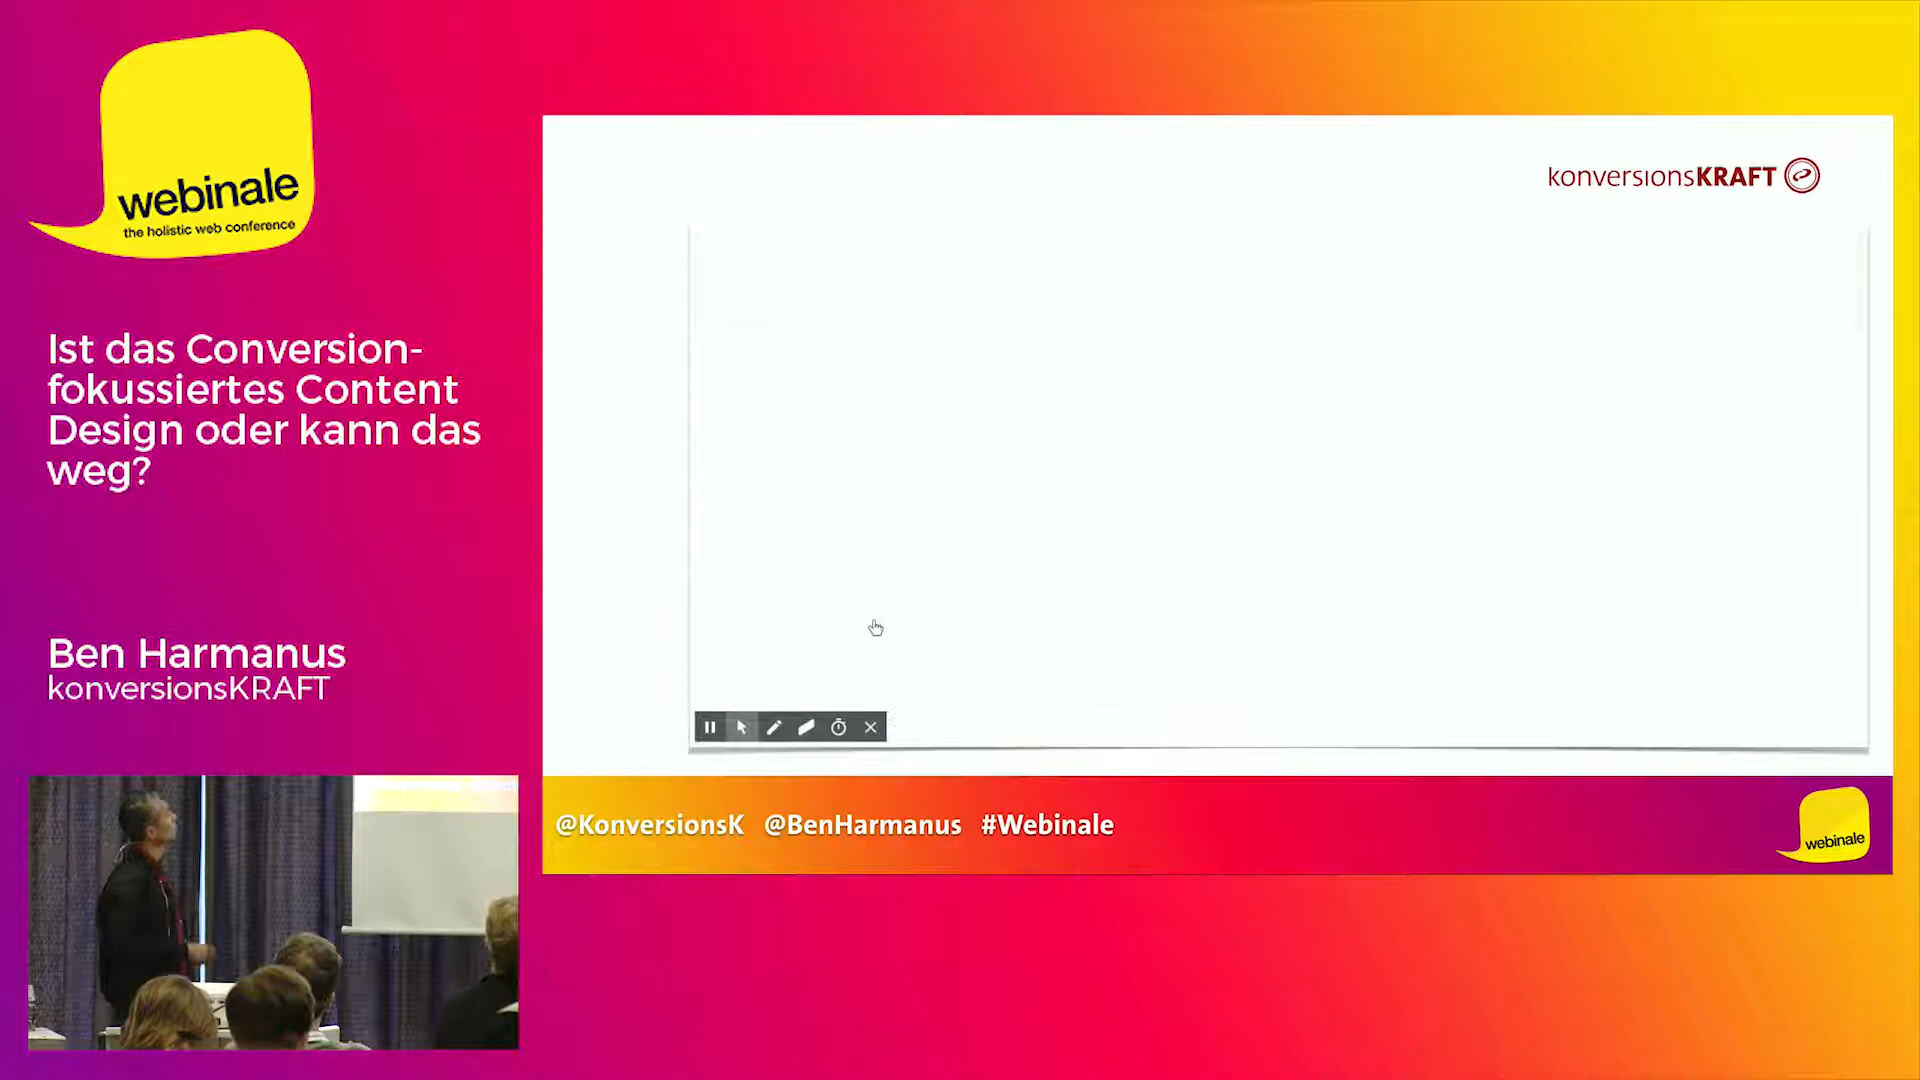 webinale
the holistic web conference
Ist das Conversion-
fokussiertes Content
Design oder kann das
weg?
Ben Harmanus
konversionsKRAFT
konversionsKRAFT
@KonversionsK @BenHarmanus #Webinale
webinale